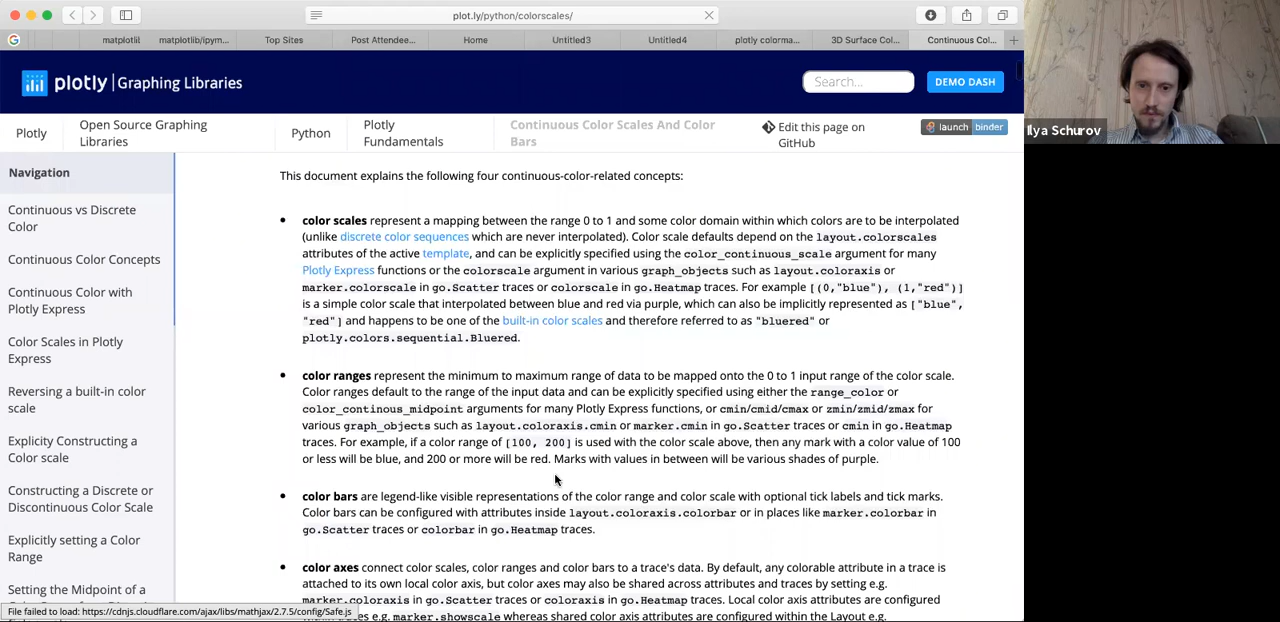 plot.ly/python/colorscales/
matplotlil
matplotlib/ipym...
Top Sites
Post Attendee...
Home
Untitled3
Untitled4
plotly colorma...
3D Surface Col...
Continuous Col...
plotly | Graphing Libraries
Search...
DEMO DASH
Plotly
Open Source Graphing
Libraries
Python
Plotly
Fundamentals
Continuous Color Scales And Color
Bars
Edit this page on
GitHub
launch binder
Ilya Schurov
Navigation
Continuous vs Discrete
Color
Continuous Color Concepts
Continuous Color with
Plotly Express
Color Scales in Plotly
Express
Reversing a built-in color
scale
Explicity Constructing a
Color scale
Constructing a Discrete or
Discontinuous Color Scale
Explicitly setting a Color
Range
Setting the Midpoint of a
File failed to load: https://cdnjs.cloudflare.com/ajax/libs/mathjax/2.7.5/config/Safe.js
This document explains the following four continuous-color-related concepts:
• color scales represent a mapping between the range 0 to 1 and some color domain within which colors are to be interpolated
(unlike discrete color sequences which are never interpolated). Color scale defaults depend on the layout.colorscales
attributes of the active template, and can be explicitly specified using the color_continuous_scale argument for many
Plotly Express functions or the colorscale argument in various graph_objects such as layout.coloraxis or
marker.colorscale in go.Scatter traces or colorscale in go.Heatmap traces. For example [(0,"blue"), (1,"red")]
is a simple color scale that interpolated between blue and red via purple, which can also be implicitly represented as ["blue",
"red"] and happens to be one of the built-in color scales and therefore referred to as "bluered" or
plotly.colors.sequential.Bluered.
• color ranges represent the minimum to maximum range of data to be mapped onto the 0 to 1 input range of the color scale.
Color ranges default to the range of the input data and can be explicitly specified using either the range_color or
color_continous_midpoint arguments for many Plotly Express functions, or cmin/cmid/cmax or zmin/zmid/zmax for
various graph_objects such as layout.coloraxis.cmin or marker.cmin in go.Scatter traces or cmin in go.Heatmap
traces. For example, if a color range of [100, 200] is used with the color scale above, then any mark with a color value of 100
or less will be blue, and 200 or more will be red. Marks with values in between will be various shades of purple.
• color bars are legend-like visible representations of the color range and color scale with optional tick labels and tick marks.
Color bars can be configured with attributes inside layout.coloraxis.colorbar or in places like marker.colorbar in
go.Scatter traces or colorbar in go.Heatmap traces.
• color axes connect color scales, color ranges and color bars to a trace's data. By default, any colorable attribute in a trace is
attached to its own local color axis, but color axes may also be shared across attributes and traces by setting e.g.
marker.coloraxis in go.Scatter traces or coloraxis in go.Heatmap traces. Local color axis attributes are configured
within traces e.g. marker.showscale whereas shared color axis attributes are configured within the Layout e.g.